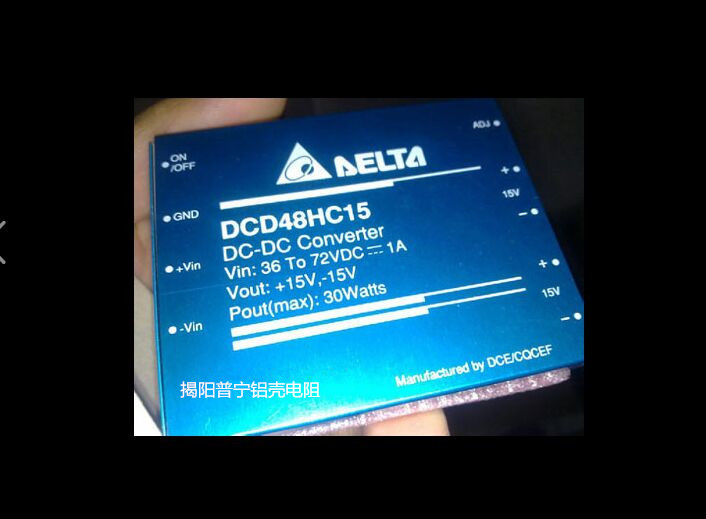 ADJ
ON
/OFF
DELTA
+
15V
−
GND
DCD48HC15
DC-DC Converter
+Vin
Vin: 36 To 72VDC ⎓ 1A
Vout: +15V,-15V
Pout(max): 30Watts
+
15V
−
-Vin
Manufactured by DCE/CQCEF
揭阳普宁铝壳电阻